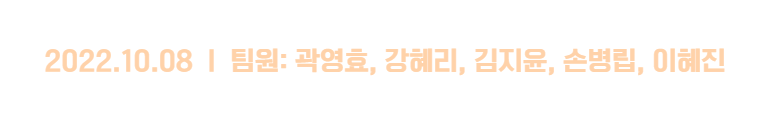 2022.10.08 | 팀원: 곽영효, 강혜리, 김지윤, 손병립, 이혜진